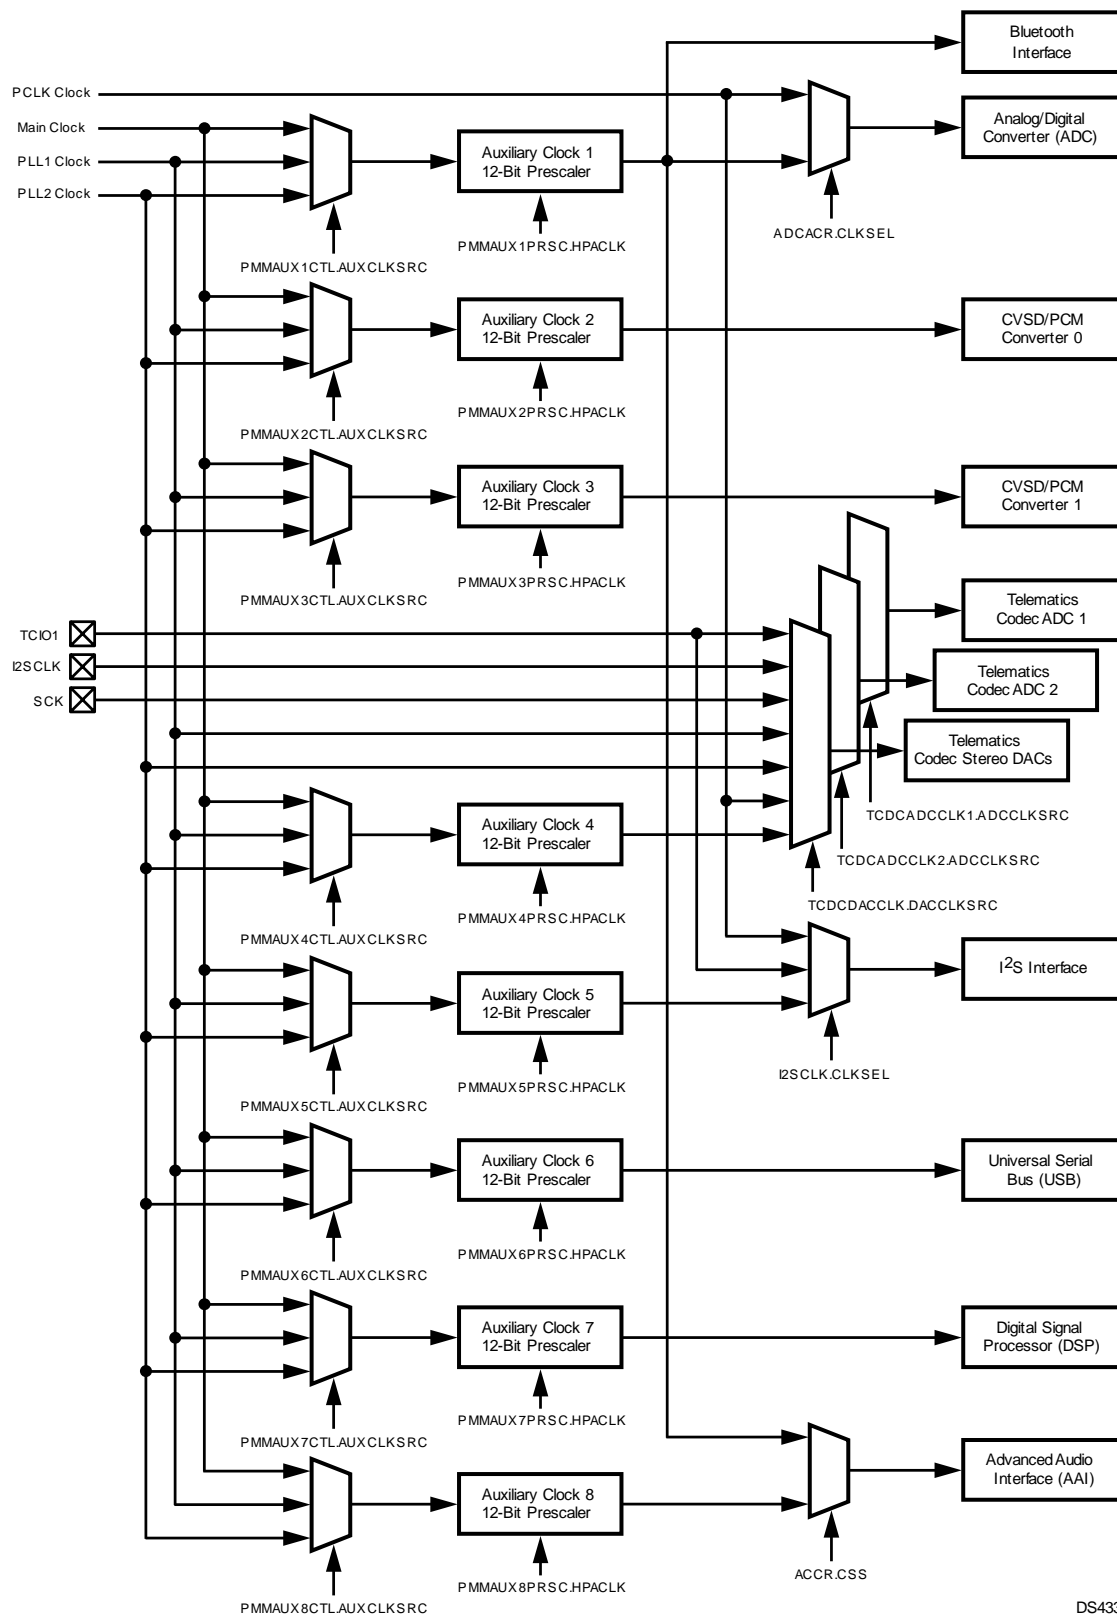 Bluetooth
Interface
PCLK Clock
Analog/Digital
Converter (ADC)
Main Clock
Auxiliary Clock 1
12-Bit Prescaler
PLL1 Clock
PLL2 Clock
ADCACR.CLKSEL
PMMAUX1PRSC.HPACLK
PMMAUX1CTL.AUXCLKSRC
Auxiliary Clock 2
12-Bit Prescaler
CVSD/PCM
Converter 0
PMMAUX2PRSC.HPACLK
PMMAUX2CTL.AUXCLKSRC
Auxiliary Clock 3
12-Bit Prescaler
CVSD/PCM
Converter 1
PMMAUX3PRSC.HPACLK
PMMAUX3CTL.AUXCLKSRC
Telematics
Codec ADC 1
TCIO1
I2SCLK
Telematics
Codec ADC 2
SCK
Telematics
Codec Stereo DACs
TCDCADCCLK1.ADCCLKSRC
Auxiliary Clock 4
12-Bit Prescaler
TCDCADCCLK2.ADCCLKSRC
TCDCDACCLK.DACCLKSRC
PMMAUX4PRSC.HPACLK
PMMAUX4CTL.AUXCLKSRC
I2S Interface
Auxiliary Clock 5
12-Bit Prescaler
I2SCLK.CLKSEL
PMMAUX5PRSC.HPACLK
PMMAUX5CTL.AUXCLKSRC
Auxiliary Clock 6
12-Bit Prescaler
Universal Serial
Bus (USB)
PMMAUX6PRSC.HPACLK
PMMAUX6CTL.AUXCLKSRC
Auxiliary Clock 7
12-Bit Prescaler
Digital Signal
Processor (DSP)
PMMAUX7PRSC.HPACLK
PMMAUX7CTL.AUXCLKSRC
Advanced Audio
Interface (AAI)
Auxiliary Clock 8
12-Bit Prescaler
ACCR.CSS
PMMAUX8PRSC.HPACLK
PMMAUX8CTL.AUXCLKSRC
DS433